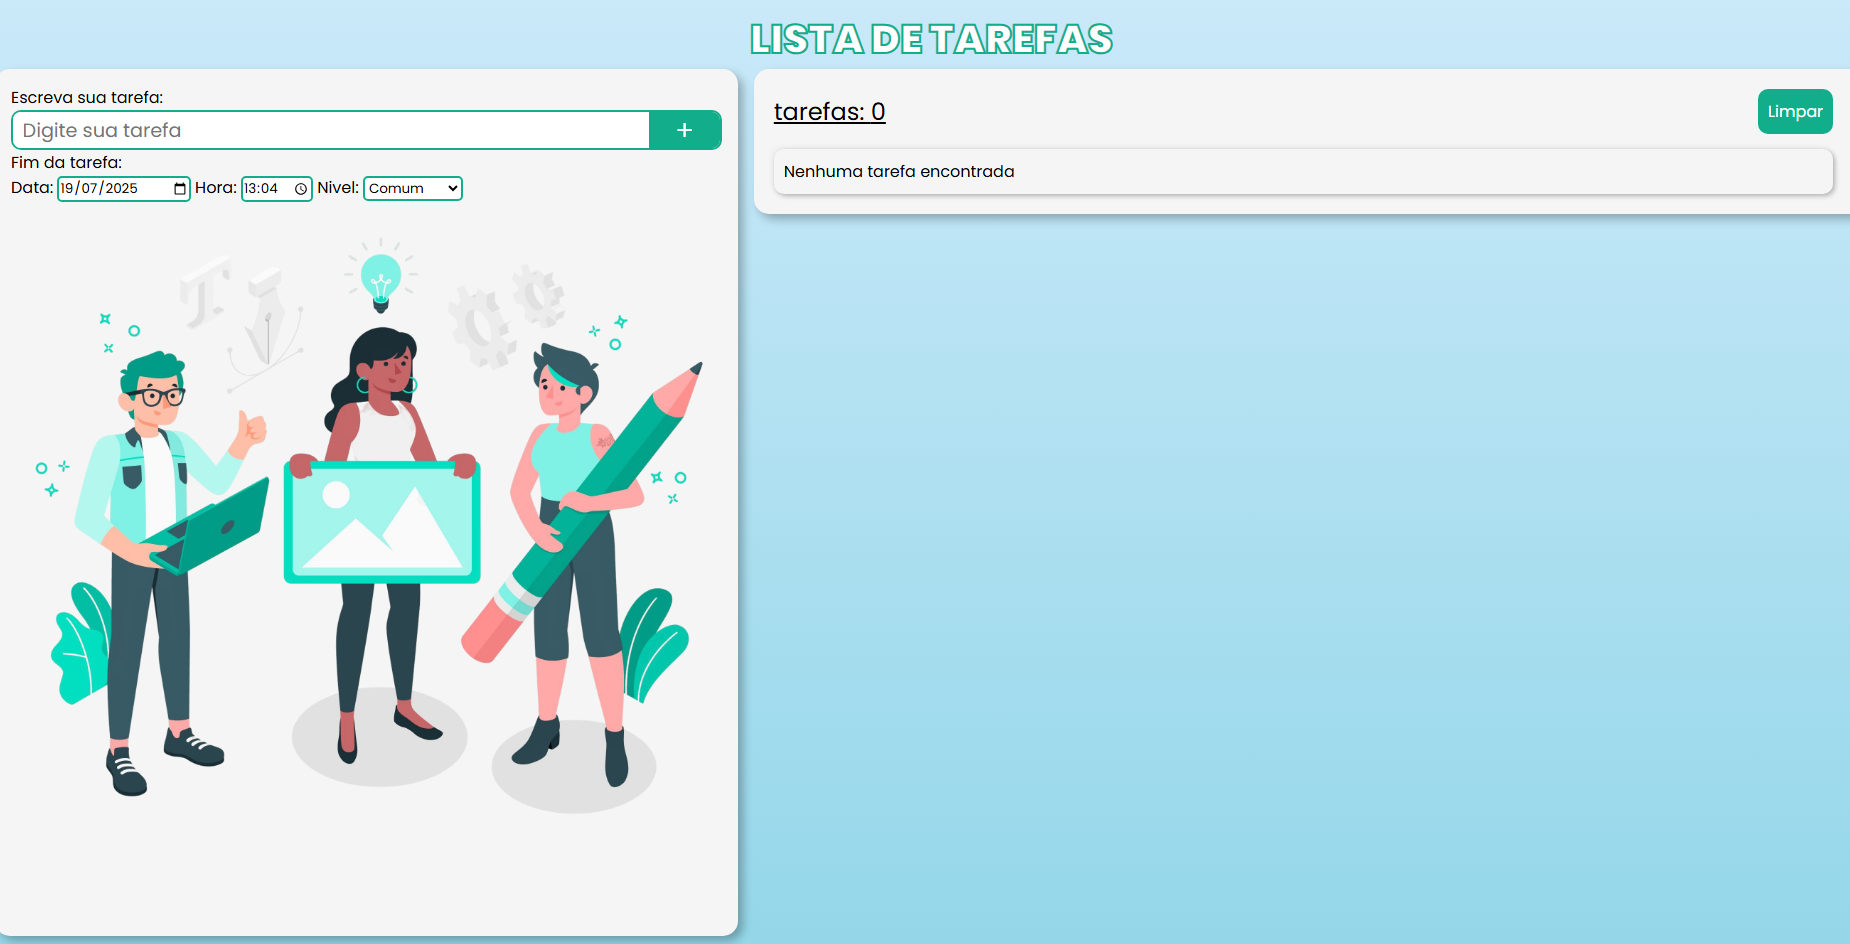 LISTA DE TAREFAS
Escreva sua tarefa:
Digite sua tarefa +
Fim da tarefa:
Data: 19/07/2025 Hora: 13:04 Nivel: Comum
tarefas: 0 Limpar
Nenhuma tarefa encontrada